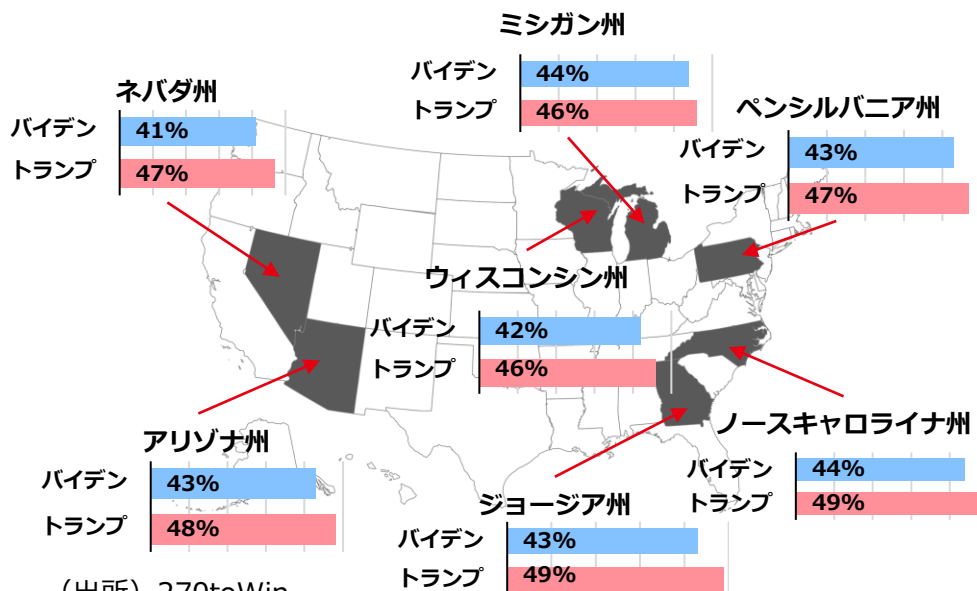 ミシガン州
バイデン 44%
トランプ 46%
ネバダ州
バイデン 41%
トランプ 47%
ペンシルバニア州
バイデン 43%
トランプ 47%
ウィスコンシン州
バイデン 42%
トランプ 46%
アリゾナ州
バイデン 43%
トランプ 48%
ノースキャロライナ州
バイデン 44%
トランプ 49%
ジョージア州
バイデン 43%
トランプ 49%
（出所）270toWin